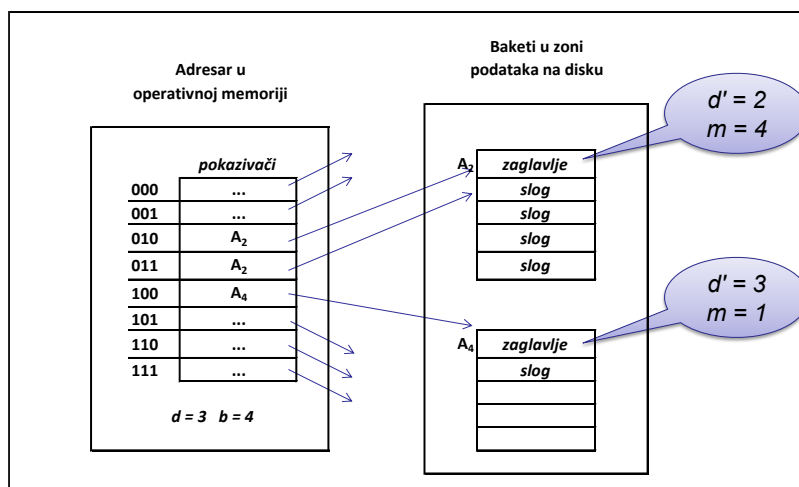 Adresar u
operativnoj memoriji
pokazivači
000 ...
001 ...
010 A₂
011 A₂
100 A₄
101 ...
110 ...
111 ...
d = 3 b = 4
Baketi u zoni
podataka na disku
A₂ zaglavlje
slog
slog
slog
slog
d' = 2
m = 4
A₄ zaglavlje
slog
d' = 3
m = 1